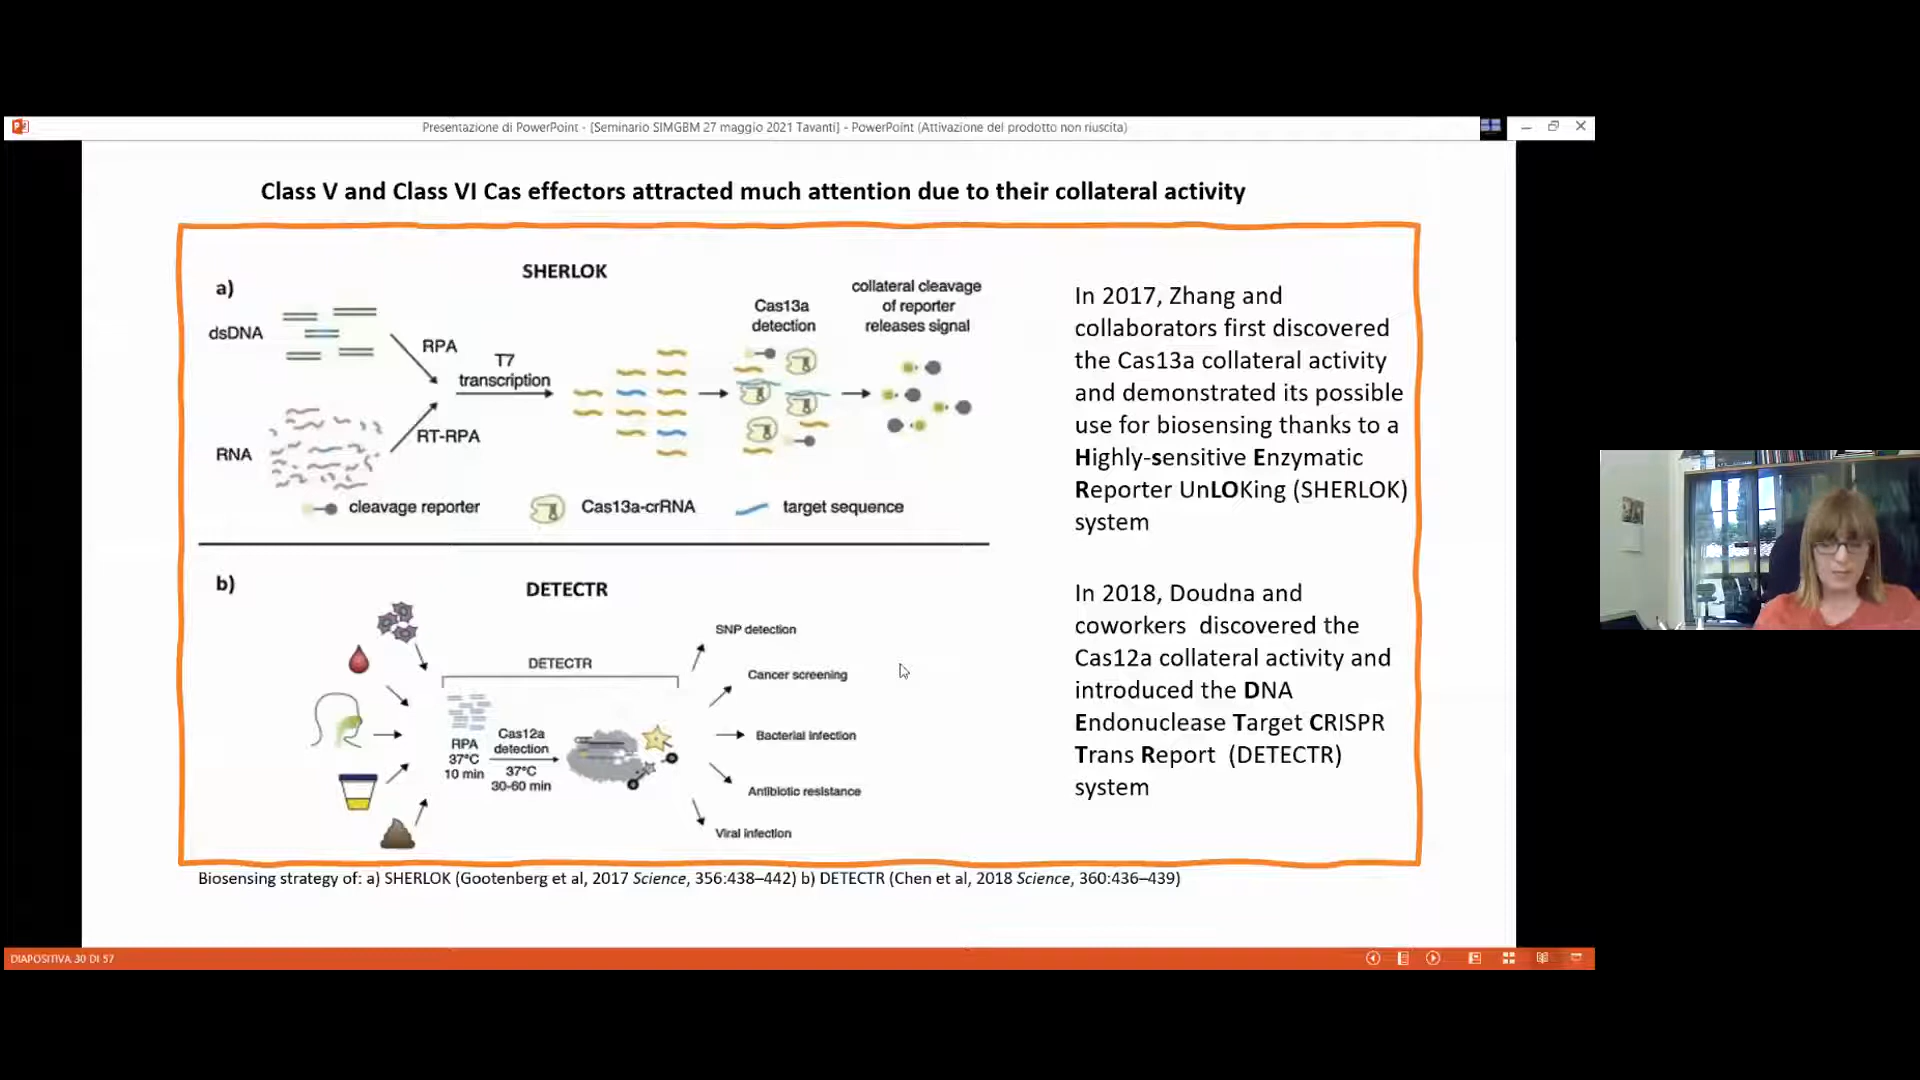 Presentazione di PowerPoint - [Seminario SIMGBM 27 maggio 2021 Tavanti] - PowerPoint (Attivazione del prodotto non riuscita)
Class V and Class VI Cas effectors attracted much attention due to their collateral activity
a)
SHERLOK
dsDNA
RPA
T7
transcription
Cas13a
detection
collateral cleavage
of reporter
releases signal
RNA
RT-RPA
cleavage reporter
Cas13a-crRNA
target sequence
In 2017, Zhang and
collaborators first discovered
the Cas13a collateral activity
and demonstrated its possible
use for biosensing thanks to a
Highly-sensitive Enzymatic
Reporter UnLOKing (SHERLOK)
system
b)
DETECTR
DETECTR
RPA
37°C
10 min
Cas12a
detection
37°C
30-60 min
SNP detection
Cancer screening
Bacterial infection
Antibiotic resistance
Viral infection
In 2018, Doudna and
coworkers discovered the
Cas12a collateral activity and
introduced the DNA
Endonuclease Target CRISPR
Trans Report (DETECTR)
system
Biosensing strategy of: a) SHERLOK (Gootenberg et al, 2017 Science, 356:438–442) b) DETECTR (Chen et al, 2018 Science, 360:436–439)
DIAPOSITIVA 30 DI 57